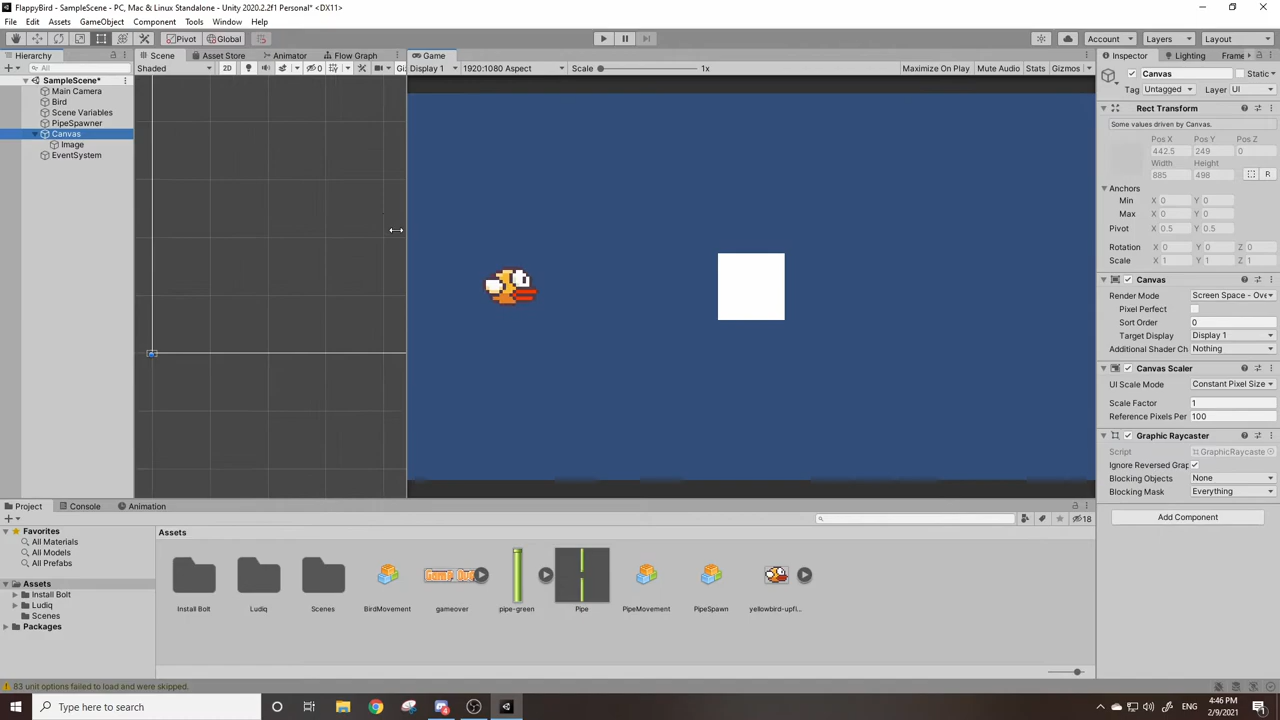 FlappyBird - SampleScene - PC, Mac & Linux Standalone - Unity 2020.2.2f1 Personal* <DX11>
File Edit Assets GameObject Component Tools Window Help
Pivot Global Account Layers Layout
Hierarchy
All
SampleScene*
Main Camera
Bird
Scene Variables
PipeSpawner
Canvas
Image
EventSystem
Scene Asset Store Animator Flow Graph
Shaded 2D 0 Gi
Game
Display 1 1920:1080 Aspect Scale 1x Maximize On Play Mute Audio Stats Gizmos
Inspector Lighting Frame
Canvas Static
Tag Untagged Layer UI
Rect Transform
Some values driven by Canvas.
Pos X Pos Y Pos Z
442.5 249 0
Width Height
885 498 R
Anchors
Min X 0 Y 0
Max X 0 Y 0
Pivot X 0.5 Y 0.5
Rotation X 0 Y 0 Z 0
Scale X 1 Y 1 Z 1
Canvas
Render Mode Screen Space - Ove
Pixel Perfect
Sort Order 0
Target Display Display 1
Additional Shader Ch Nothing
Canvas Scaler
UI Scale Mode Constant Pixel Size
Scale Factor 1
Reference Pixels Per 100
Graphic Raycaster
Script GraphicRaycaste
Ignore Reversed Grap
Blocking Objects None
Blocking Mask Everything
Add Component
Project Console Animation
18
Favorites
All Materials
All Models
All Prefabs
Assets
Install Bolt
Ludiq
Scenes
Packages
Assets
Game Ove
Install Bolt Ludiq Scenes BirdMovement gameover pipe-green Pipe PipeMovement PipeSpawn yellowbird-upfl...
83 unit options failed to load and were skipped.
Type here to search
4:46 PM
2/9/2021